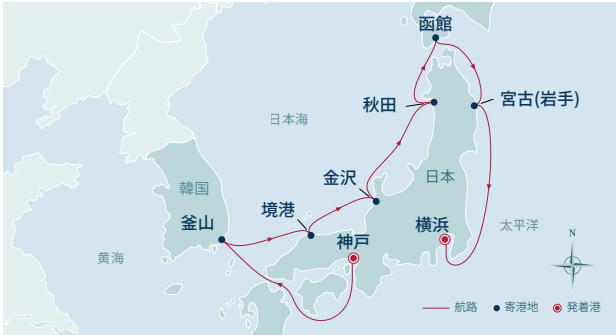 函館
秋田
宮古(岩手)
日本海
金沢
日本
韓国
釜山
境港
神戸
横浜
太平洋
黄海
N
航路
寄港地
発着港